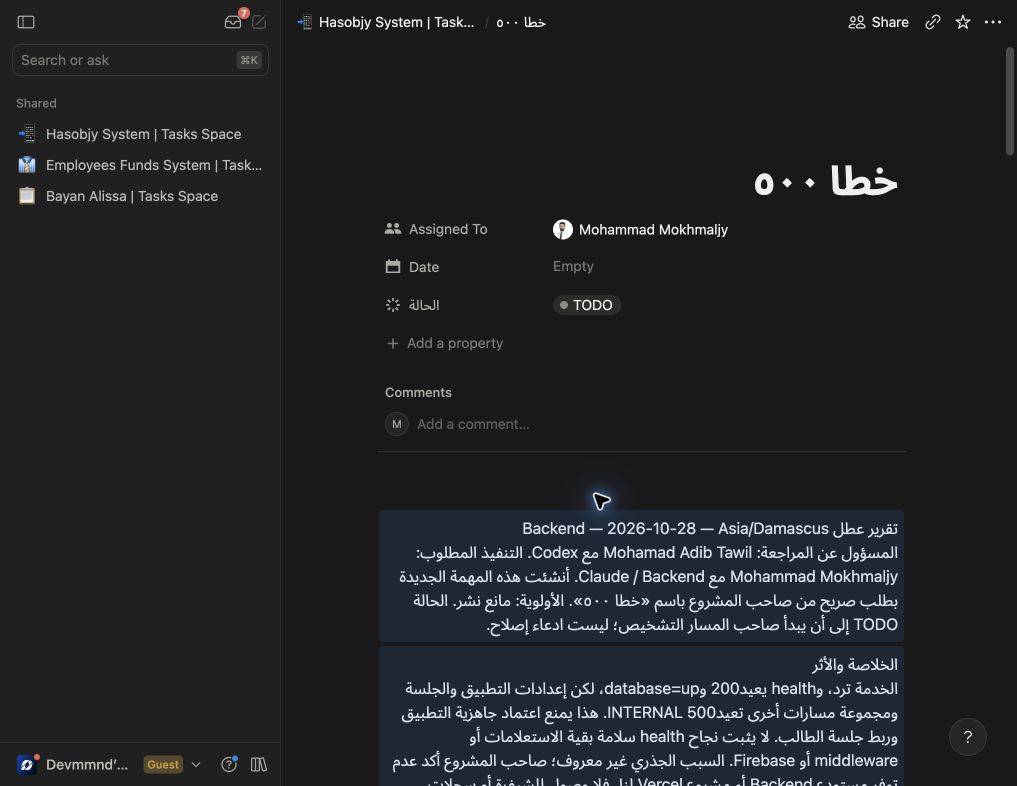 7
Hasobjy System | Task... / خطا ٥٠٠
Share
Search or ask ⌘K
Shared
Hasobjy System | Tasks Space
Employees Funds System | Task...
Bayan Alissa | Tasks Space
خطا ٥٠٠
Assigned To Mohammad Mokhmaljy
Date Empty
الحالة TODO
Add a property
Comments
M Add a comment...
تقرير عطل Backend — 2026-10-28 — Asia/Damascus
المسؤول عن المراجعة: Mohamad Adib Tawil مع Codex. التنفيذ المطلوب:
Mohammad Mokhmaljy مع Claude / Backend. أنشئت هذه المهمة الجديدة
بطلب صريح من صاحب المشروع باسم «خطا ٥٠٠». الأولوية: مانع نشر. الحالة
TODO إلى أن يبدأ صاحب المسار التشخيص؛ ليست ادعاء إصلاح.
الخلاصة والأثر
الخدمة ترد، وhealth يعيد200 وdatabase=up، لكن إعدادات التطبيق والجلسة
ومجموعة مسارات أخرى تعيد500 INTERNAL. هذا يمنع اعتماد جاهزية التطبيق
وربط جلسة الطالب. لا يثبت نجاح health سلامة بقية الاستعلامات أو
middleware أو Firebase. السبب الجذري غير معروف؛ صاحب المشروع أكد عدم
Devmmnd’... Guest
?